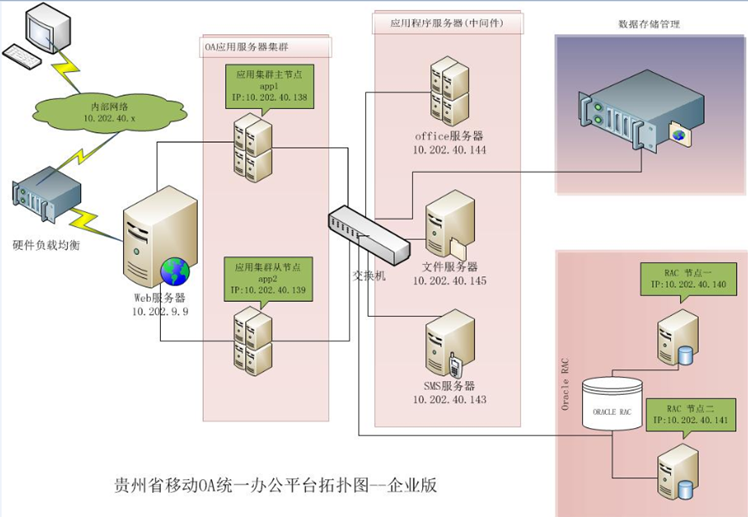 应用程序服务器(中间件)
数据存储管理
OA应用服务器集群
应用集群主节点
app1
IP:10.202.40.138
内部网络
10.202.40.x
office服务器
10.202.40.144
硬件负载均衡
Web服务器
10.202.9.9
交换机
文件服务器
10.202.40.145
应用集群从节点
app2
IP:10.202.40.139
SMS服务器
10.202.40.143
RAC 节点一
IP:10.202.40.140
Oracle RAC
ORACLE RAC
RAC 节点二
IP:10.202.40.141
贵州省移动OA统一办公平台拓扑图--企业版